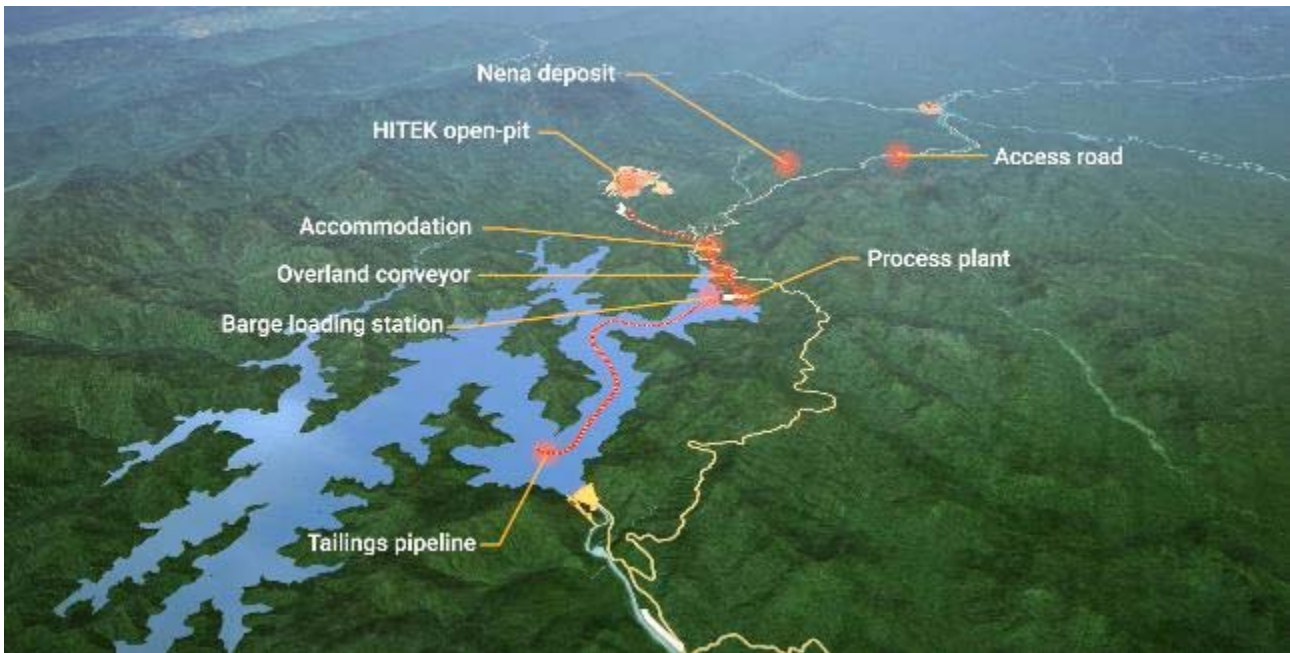 Nena deposit
HITEK open-pit
Access road
Accommodation
Process plant
Overland conveyor
Barge loading station
Tailings pipeline